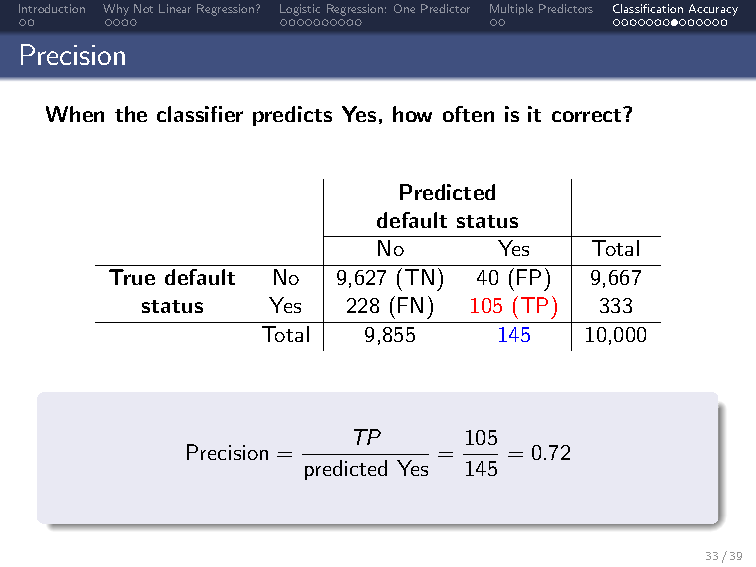 Introduction Why Not Linear Regression? Logistic Regression: One Predictor Multiple Predictors Classification Accuracy
Precision
When the classifier predicts Yes, how often is it correct?
Predicted
default status
No Yes Total
True default No 9,627 (TN) 40 (FP) 9,667
status Yes 228 (FN) 105 (TP) 333
Total 9,855 145 10,000
Precision = TP / predicted Yes = 105 / 145 = 0.72
33 / 39